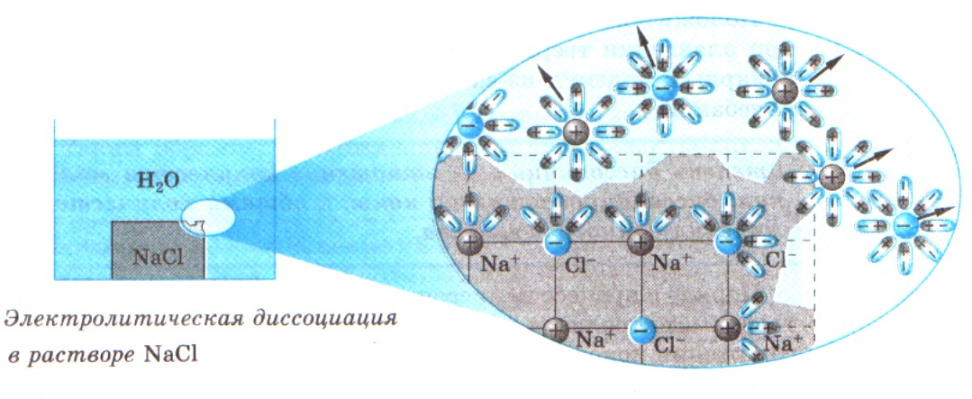 H₂O
NaCl
Na⁺ Cl⁻ Na⁺ Cl⁻
Na⁺ Cl⁻ Na⁺
Электролитическая диссоциация
в растворе NaCl